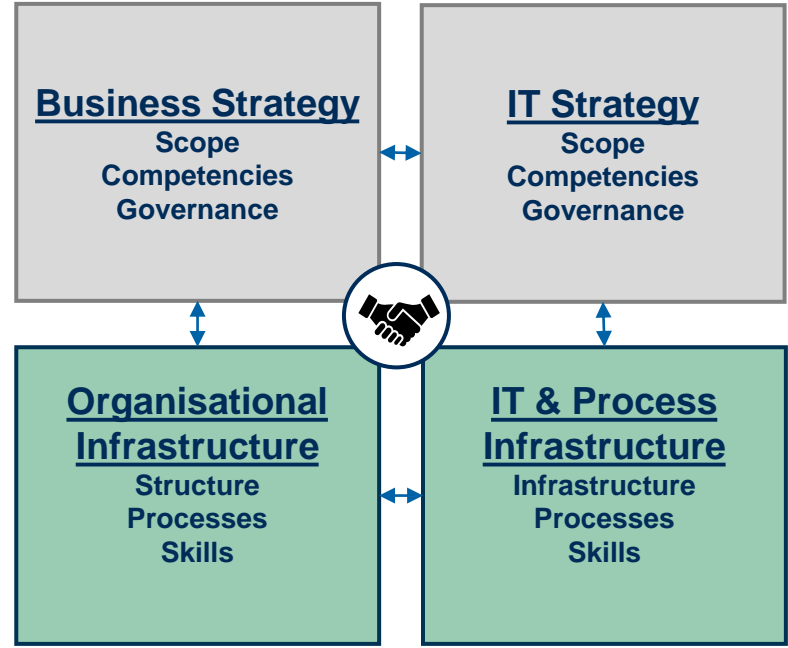 Business Strategy
Scope
Competencies
Governance
IT Strategy
Scope
Competencies
Governance
Organisational
Infrastructure
Structure
Processes
Skills
IT & Process
Infrastructure
Infrastructure
Processes
Skills